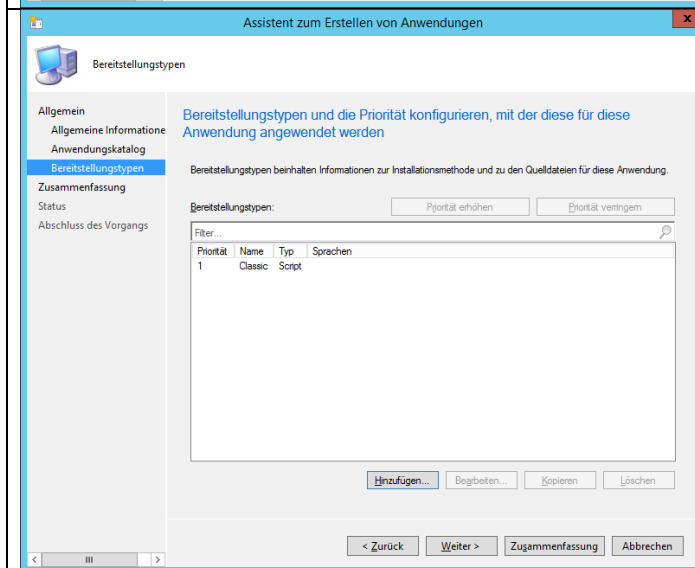 Assistent zum Erstellen von Anwendungen
x
Bereitstellungstypen
Allgemein
Allgemeine Informatione
Anwendungskatalog
Bereitstellungstypen
Zusammenfassung
Status
Abschluss des Vorgangs
Bereitstellungstypen und die Priorität konfigurieren, mit der diese für diese
Anwendung angewendet werden
Bereitstellungstypen beinhalten Informationen zur Installationsmethode und zu den Quelldateien für diese Anwendung.
Bereitstellungstypen: Priorität erhöhen Priorität verringern
Filter...
Priorität Name Typ Sprachen
1 Classic Script
Hinzufügen... Bearbeiten... Kopieren Löschen
< Zurück Weiter > Zusammenfassung Abbrechen